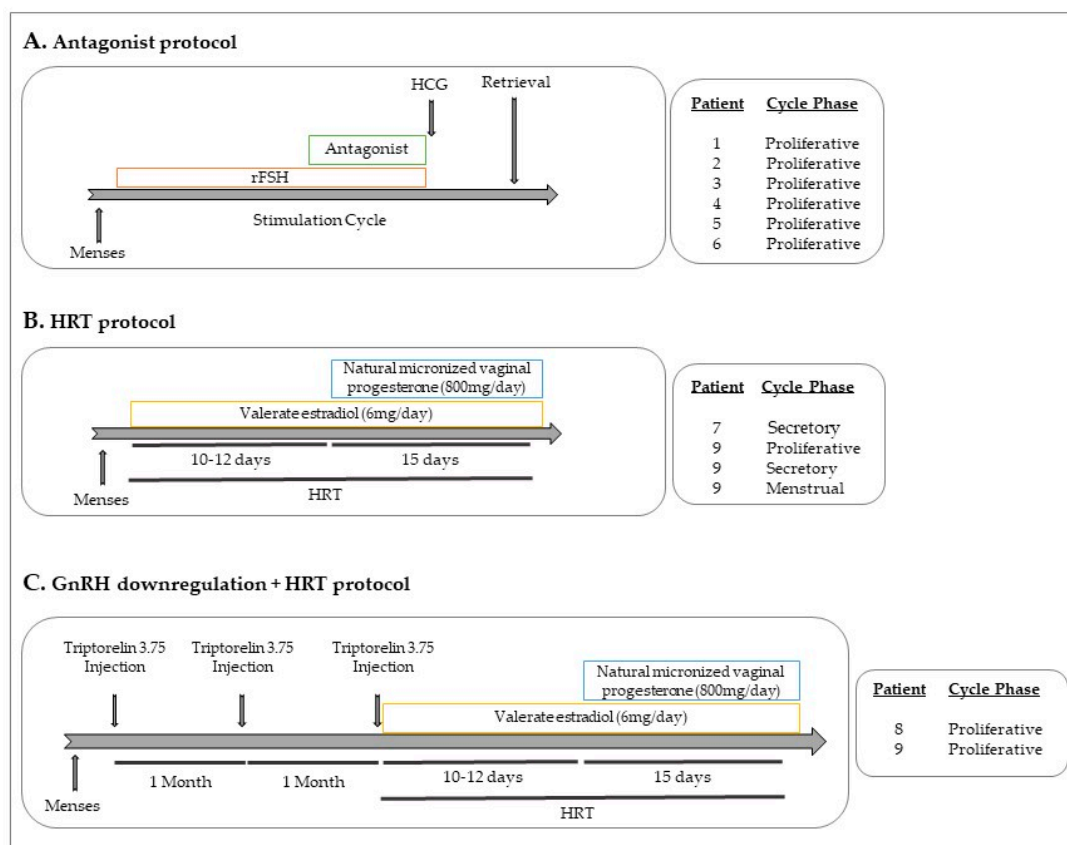 A. Antagonist protocol
HCG
Retrieval
Antagonist
rFSH
Stimulation Cycle
Menses
Patient Cycle Phase
1 Proliferative
2 Proliferative
3 Proliferative
4 Proliferative
5 Proliferative
6 Proliferative
B. HRT protocol
Natural micronized vaginal
progesterone (800mg/day)
Valerate estradiol (6mg/day)
10-12 days
15 days
Menses
HRT
Patient Cycle Phase
7 Secretory
9 Proliferative
9 Secretory
9 Menstrual
C. GnRH downregulation + HRT protocol
Triptorelin 3.75
Injection
Triptorelin 3.75
Injection
Triptorelin 3.75
Injection
Natural micronized vaginal
progesterone (800mg/day)
Valerate estradiol (6mg/day)
1 Month
1 Month
10-12 days
15 days
Menses
HRT
Patient Cycle Phase
8 Proliferative
9 Proliferative